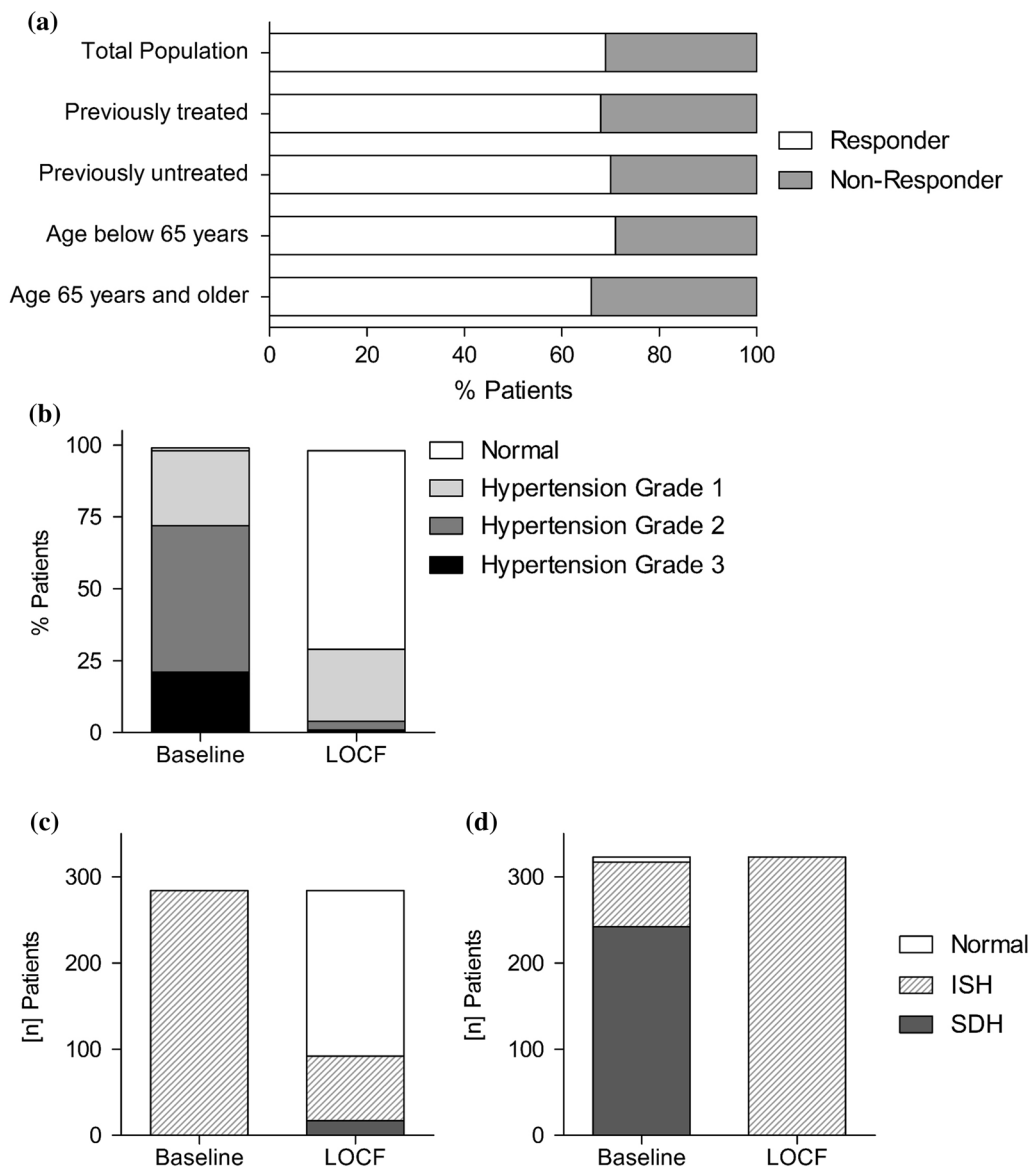 (a)
Total Population
Previously treated
Previously untreated
Age below 65 years
Age 65 years and older
0 20 40 60 80 100
% Patients
Responder
Non-Responder
(b)
100
75
50
25
0
% Patients
Baseline LOCF
Normal
Hypertension Grade 1
Hypertension Grade 2
Hypertension Grade 3
(c)
300
200
100
0
[n] Patients
Baseline LOCF
(d)
300
200
100
0
[n] Patients
Baseline LOCF
Normal
ISH
SDH